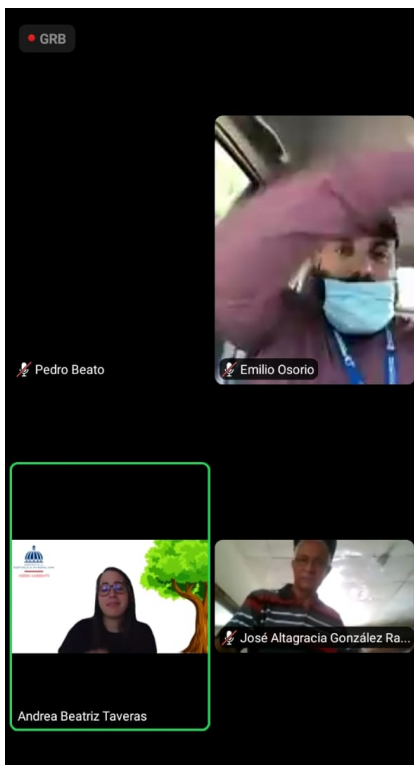 GRB
Pedro Beato
Emilio Osorio
José Altagracia González Ra...
Andrea Beatriz Taveras